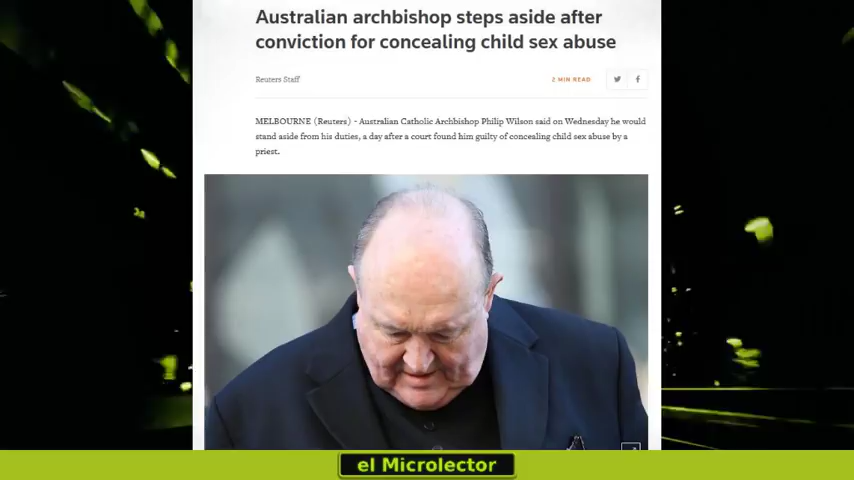 Australian archbishop steps aside after
conviction for concealing child sex abuse
Reuters Staff
2 MIN READ
MELBOURNE (Reuters) - Australian Catholic Archbishop Philip Wilson said on Wednesday he would
stand aside from his duties, a day after a court found him guilty of concealing child sex abuse by a
priest.
el Microlector